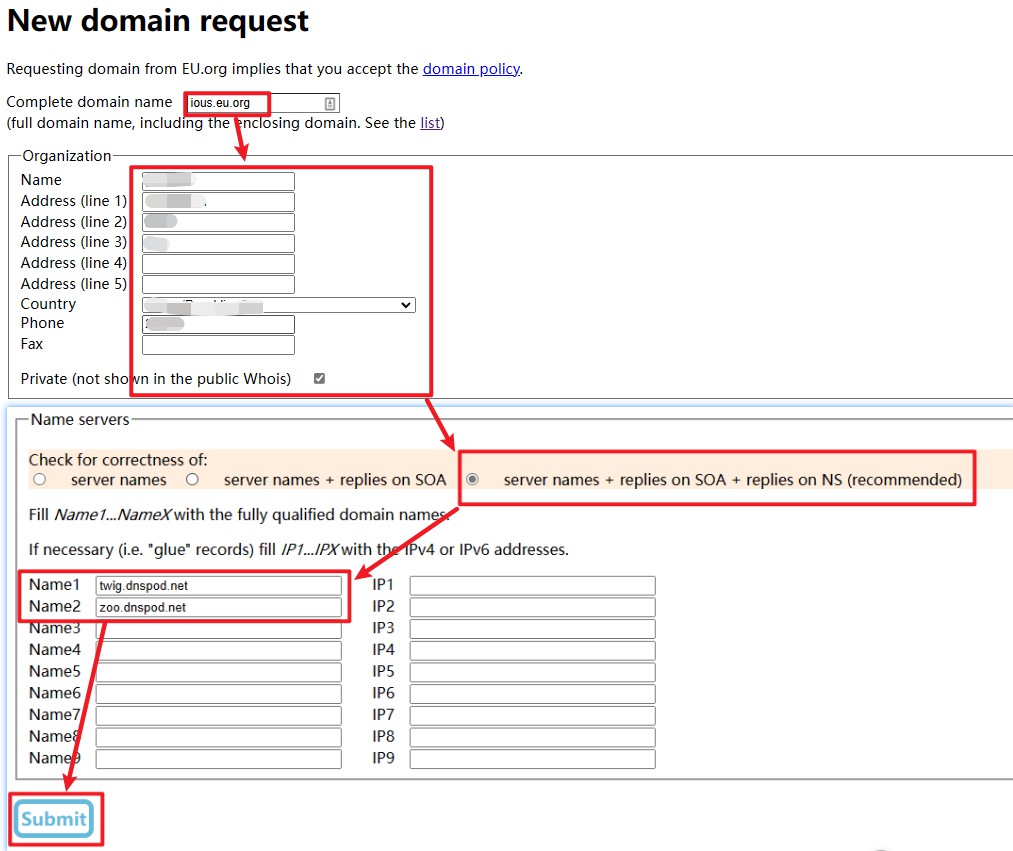 New domain request
Requesting domain from EU.org implies that you accept the domain policy.
Complete domain name ious.eu.org
(full domain name, including the enclosing domain. See the list)
Organization
Name
Address (line 1)
Address (line 2)
Address (line 3)
Address (line 4)
Address (line 5)
Country
Phone
Fax
Private (not shown in the public Whois)
Name servers
Check for correctness of:
server names server names + replies on SOA server names + replies on SOA + replies on NS (recommended)
Fill Name1...NameX with the fully qualified domain names.
If necessary (i.e. "glue" records) fill IP1...IPX with the IPv4 or IPv6 addresses.
Name1 twig.dnspod.net IP1
Name2 zoo.dnspod.net IP2
Name3 IP3
Name4 IP4
Name5 IP5
Name6 IP6
Name7 IP7
Name8 IP8
Name9 IP9
Submit